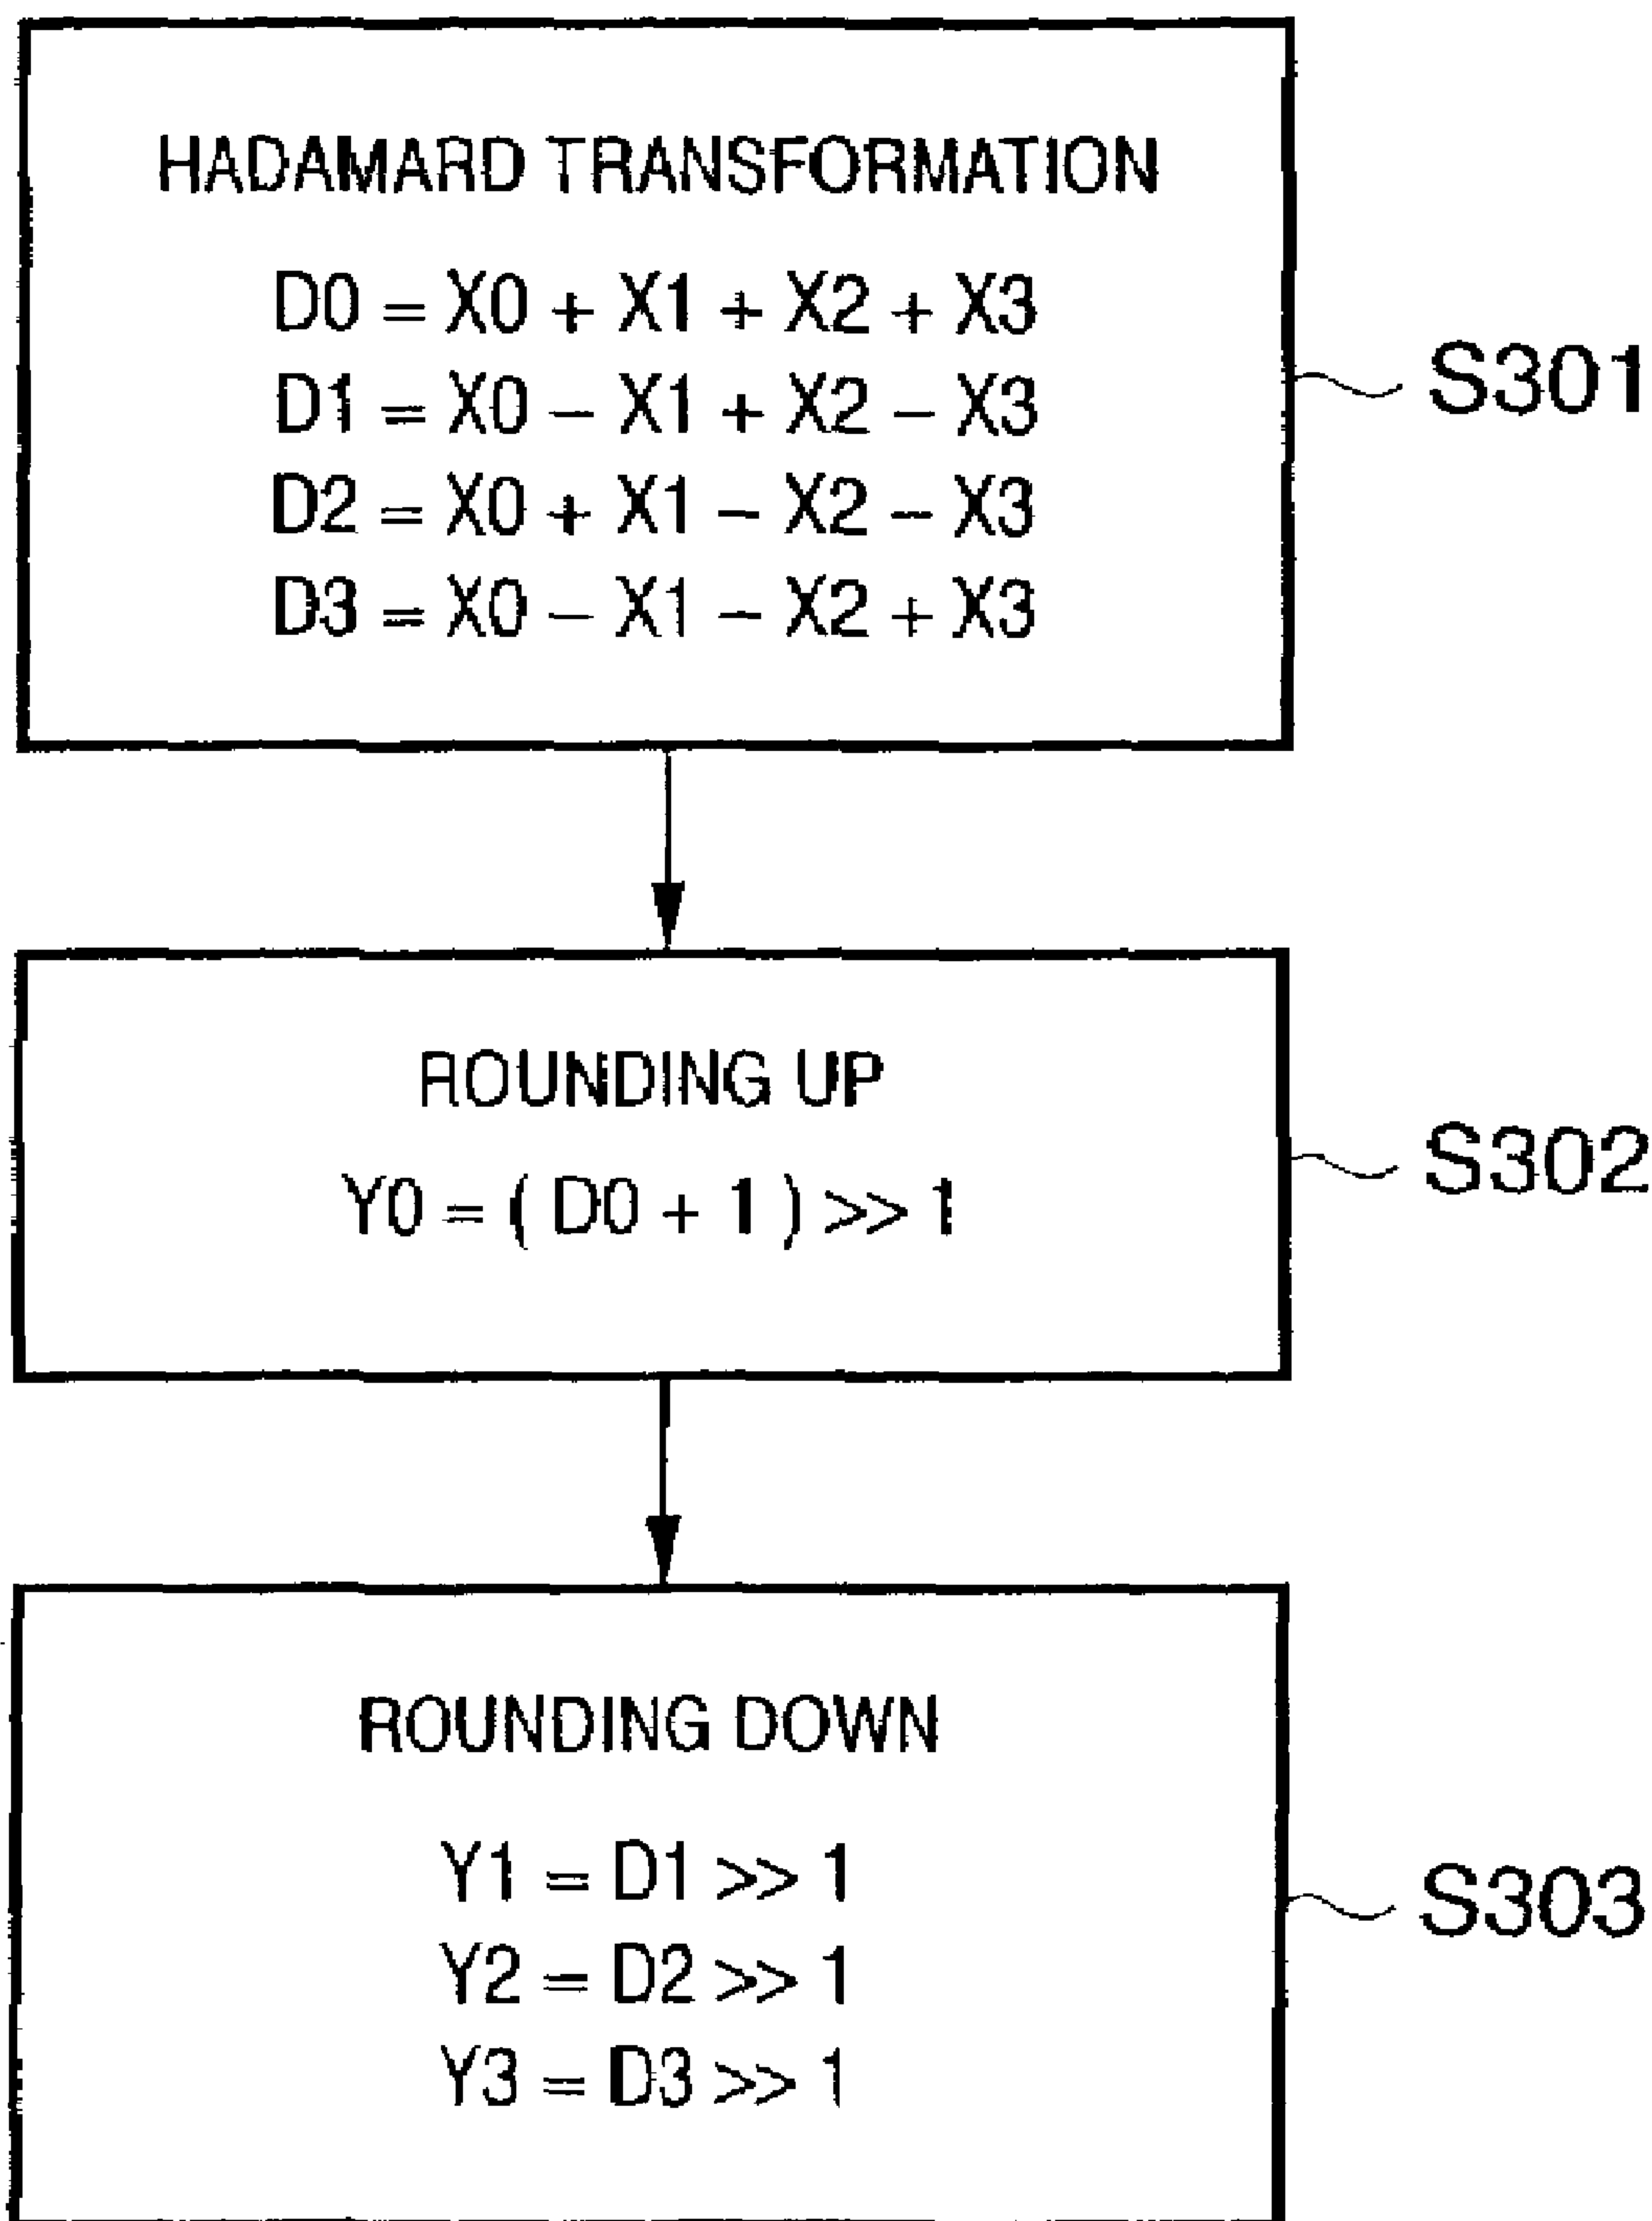 HADAMARD TRANSFORMATION
D0 = X0 + X1 + X2 + X3
D1 = X0 − X1 + X2 − X3
D2 = X0 + X1 − X2 − X3
D3 = X0 − X1 − X2 + X3
S301
ROUNDING UP
Y0 = ( D0 + 1 ) >> 1
S302
ROUNDING DOWN
Y1 = D1 >> 1
Y2 = D2 >> 1
Y3 = D3 >> 1
S303